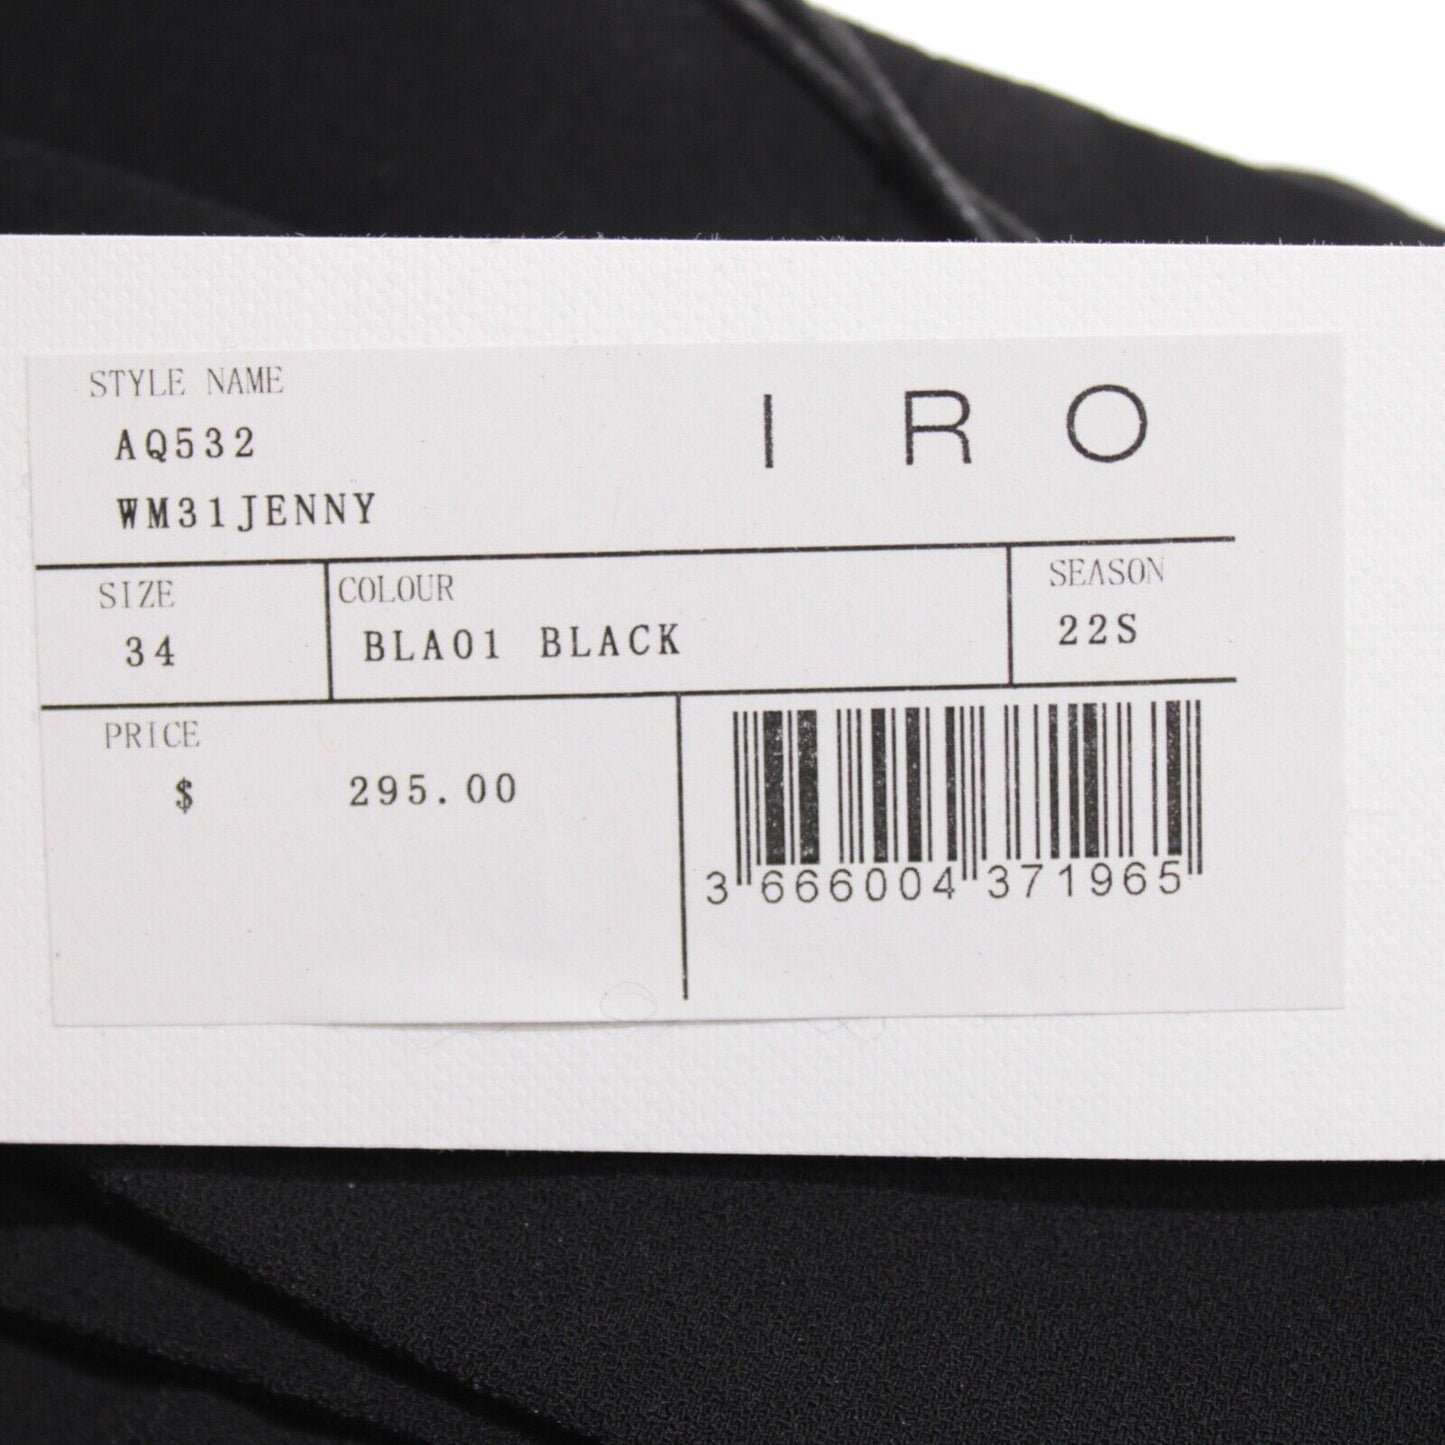 STYLE NAME
AQ532
WM31JENNY
I R O
SIZE
34
COLOUR
BLA01 BLACK
SEASON
22S
PRICE
$ 295.00
3 666004 371965